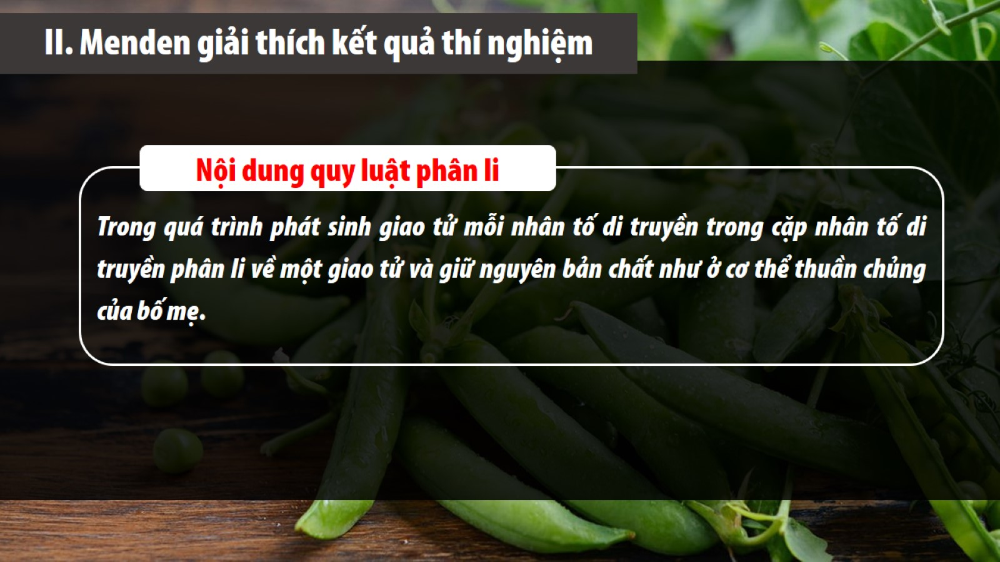 II. Menden giải thích kết quả thí nghiệm
Nội dung quy luật phân li
Trong quá trình phát sinh giao tử mỗi nhân tố di truyền trong cặp nhân tố di
truyền phân li về một giao tử và giữ nguyên bản chất như ở cơ thể thuần chủng
của bố mẹ.